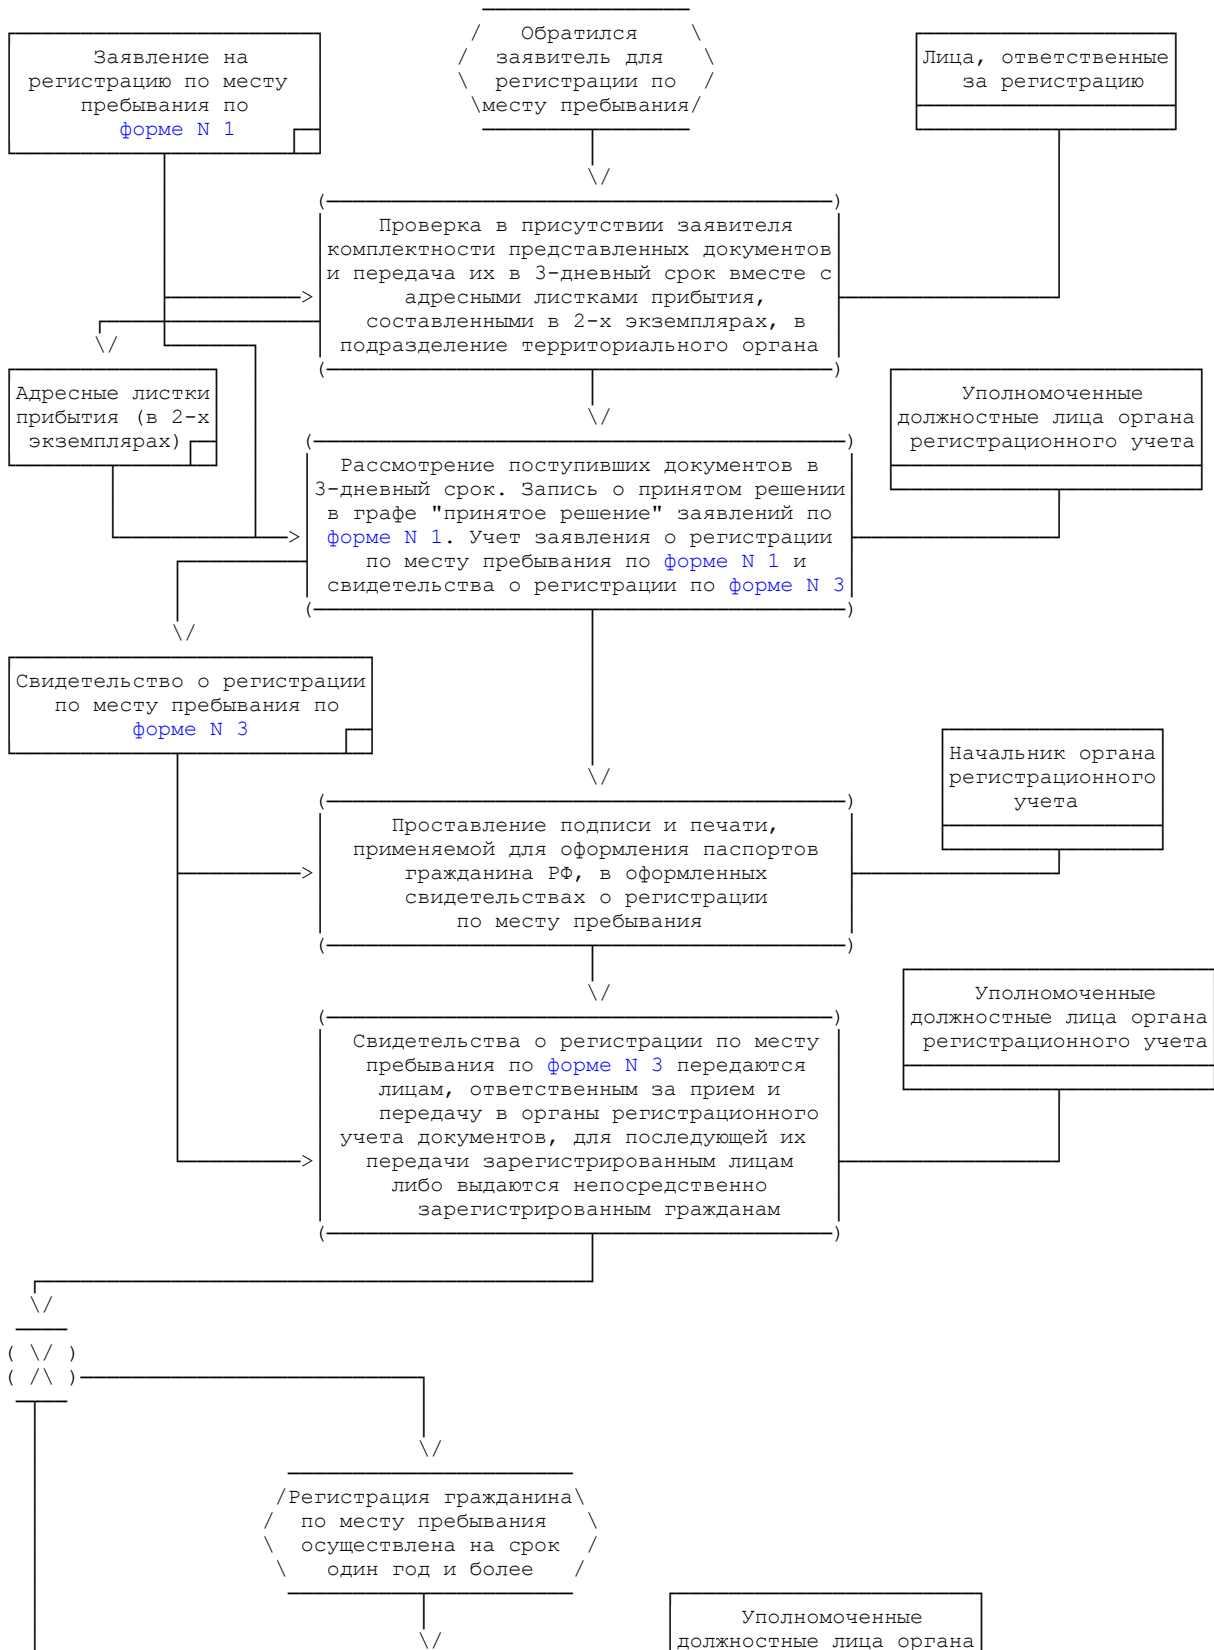 Обратился
заявитель для
регистрации по
месту пребывания
Заявление на
регистрацию по месту
пребывания по
форме N 1
Лица, ответственные
за регистрацию
Проверка в присутствии заявителя
комплектности представленных документов
и передача их в 3-дневный срок вместе с
адресными листками прибытия,
составленными в 2-х экземплярах, в
подразделение территориального органа
Адресные листки
прибытия (в 2-х
экземплярах)
Уполномоченные
должностные лица органа
регистрационного учета
Рассмотрение поступивших документов в
3-дневный срок. Запись о принятом решении
в графе "принятое решение" заявлений по
форме N 1. Учет заявления о регистрации
по месту пребывания по форме N 1 и
свидетельства о регистрации по форме N 3
Свидетельство о регистрации
по месту пребывания по
форме N 3
Начальник органа
регистрационного
учета
Проставление подписи и печати,
применяемой для оформления паспортов
гражданина РФ, в оформленных
свидетельствах о регистрации
по месту пребывания
Уполномоченные
должностные лица органа
регистрационного учета
Свидетельства о регистрации по месту
пребывания по форме N 3 передаются
лицам, ответственным за прием и
передачу в органы регистрационного
учета документов, для последующей их
передачи зарегистрированным лицам
либо выдаются непосредственно
зарегистрированным гражданам
Регистрация гражданина
по месту пребывания
осуществлена на срок
один год и более
Уполномоченные
должностные лица органа